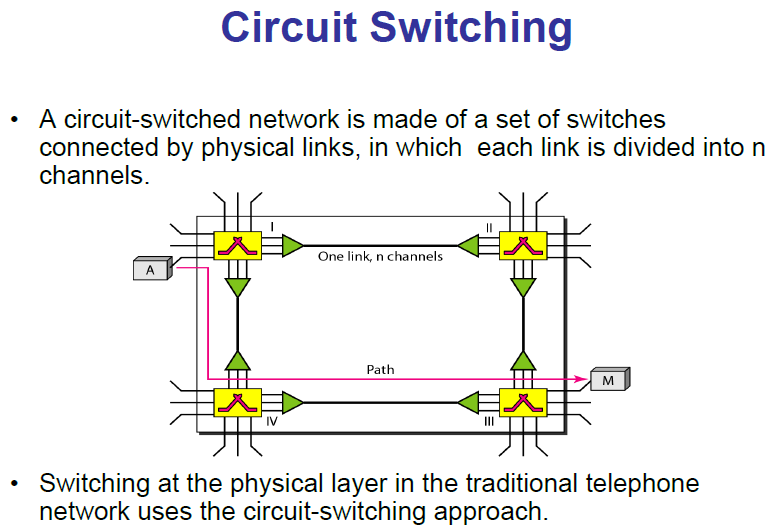 Circuit Switching
• A circuit-switched network is made of a set of switches
connected by physical links, in which each link is divided into n
channels.
I
II
One link, n channels
A
Path
M
IV
III
• Switching at the physical layer in the traditional telephone
network uses the circuit-switching approach.